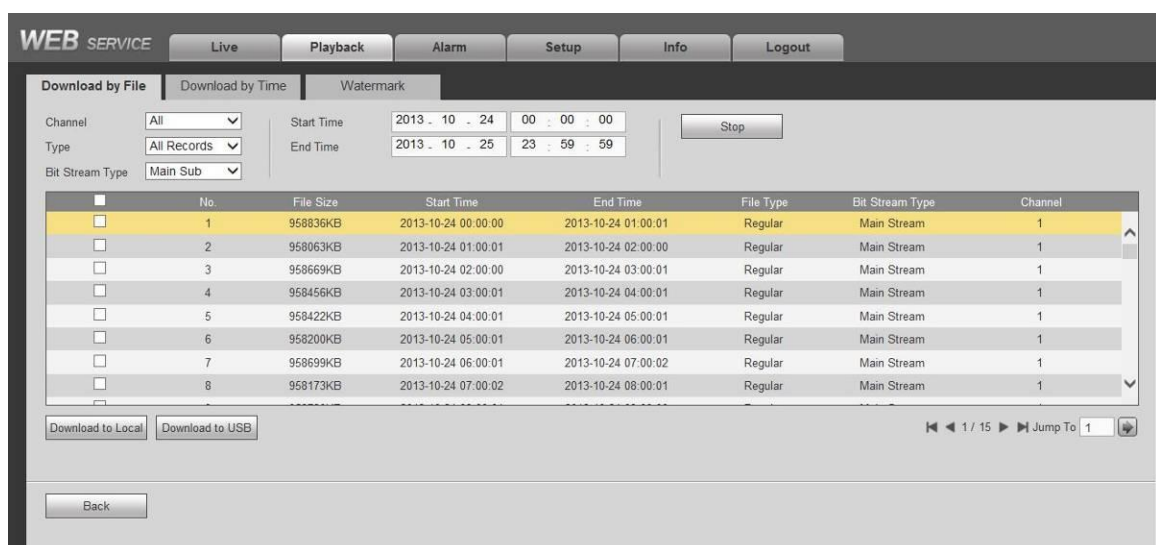 WEB SERVICE Live Playback Alarm Setup Info Logout
Download by File Download by Time Watermark
Channel All Start Time 2013 . 10 . 24 00 : 00 : 00 Stop
Type All Records End Time 2013 . 10 . 25 23 : 59 : 59
Bit Stream Type Main Sub
No. File Size Start Time End Time File Type Bit Stream Type Channel
1 958836KB 2013-10-24 00:00:00 2013-10-24 01:00:01 Regular Main Stream 1
2 958063KB 2013-10-24 01:00:01 2013-10-24 02:00:00 Regular Main Stream 1
3 958669KB 2013-10-24 02:00:00 2013-10-24 03:00:01 Regular Main Stream 1
4 958456KB 2013-10-24 03:00:01 2013-10-24 04:00:01 Regular Main Stream 1
5 958422KB 2013-10-24 04:00:01 2013-10-24 05:00:01 Regular Main Stream 1
6 958200KB 2013-10-24 05:00:01 2013-10-24 06:00:01 Regular Main Stream 1
7 958699KB 2013-10-24 06:00:01 2013-10-24 07:00:02 Regular Main Stream 1
8 958173KB 2013-10-24 07:00:02 2013-10-24 08:00:01 Regular Main Stream 1
Download to Local Download to USB 1 / 15 Jump To 1
Back